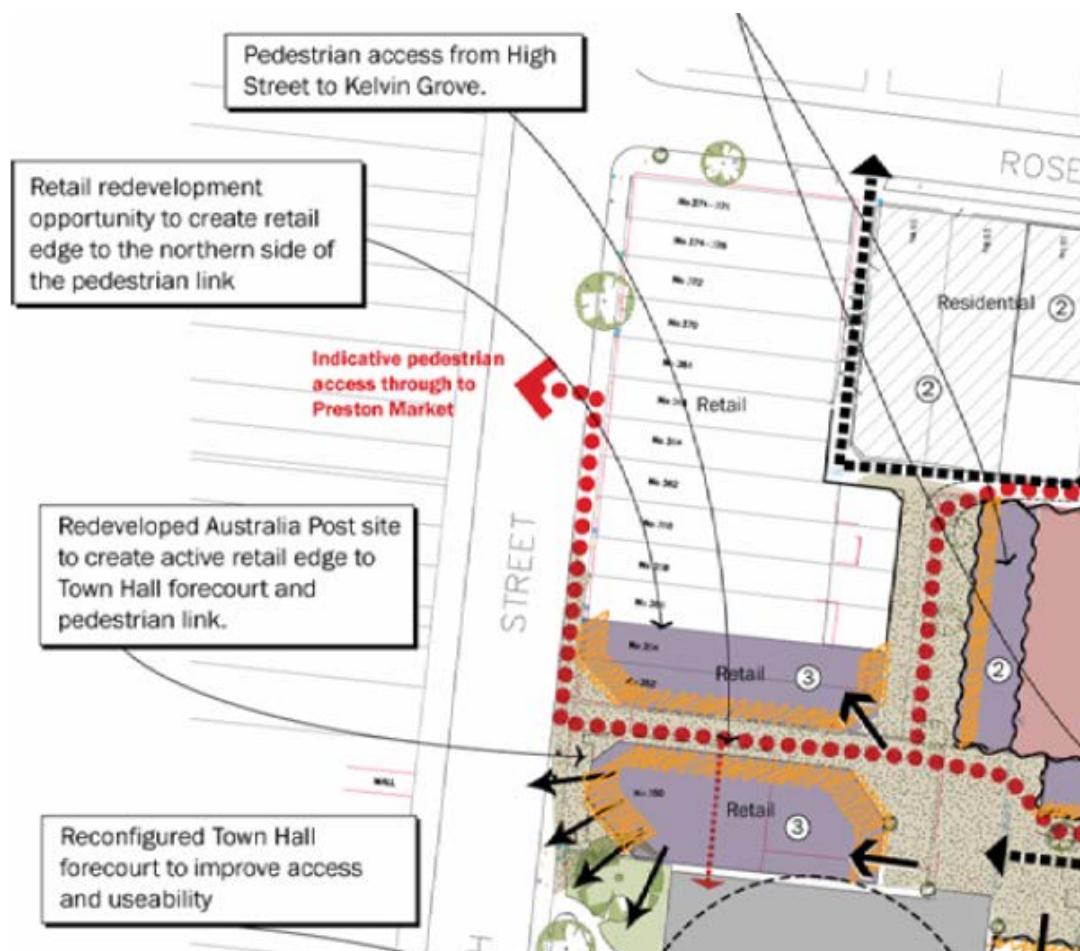 Pedestrian access from High
Street to Kelvin Grove.
ROSE
Retail redevelopment
opportunity to create retail
edge to the northern side of
the pedestrian link
Residential
2
2
Indicative pedestrian
access through to
Preston Market
Retail
Redeveloped Australia Post site
to create active retail edge to
Town Hall forecourt and
pedestrian link.
STREET
Retail
3
2
WALL
Retail
3
Reconfigured Town Hall
forecourt to improve access
and useability
H